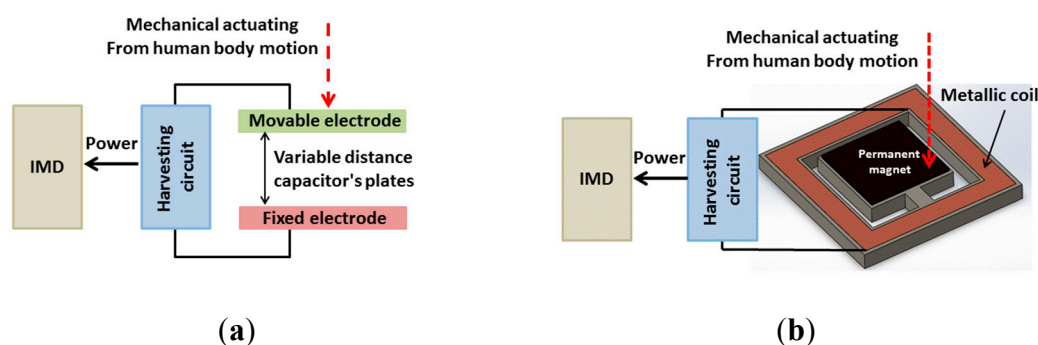 Mechanical actuating
From human body motion
Movable electrode
Variable distance
capacitor's plates
Fixed electrode
Harvesting
circuit
Power
IMD
(a)
Mechanical actuating
From human body motion
Metallic coil
Permanent
magnet
Harvesting
circuit
Power
IMD
(b)